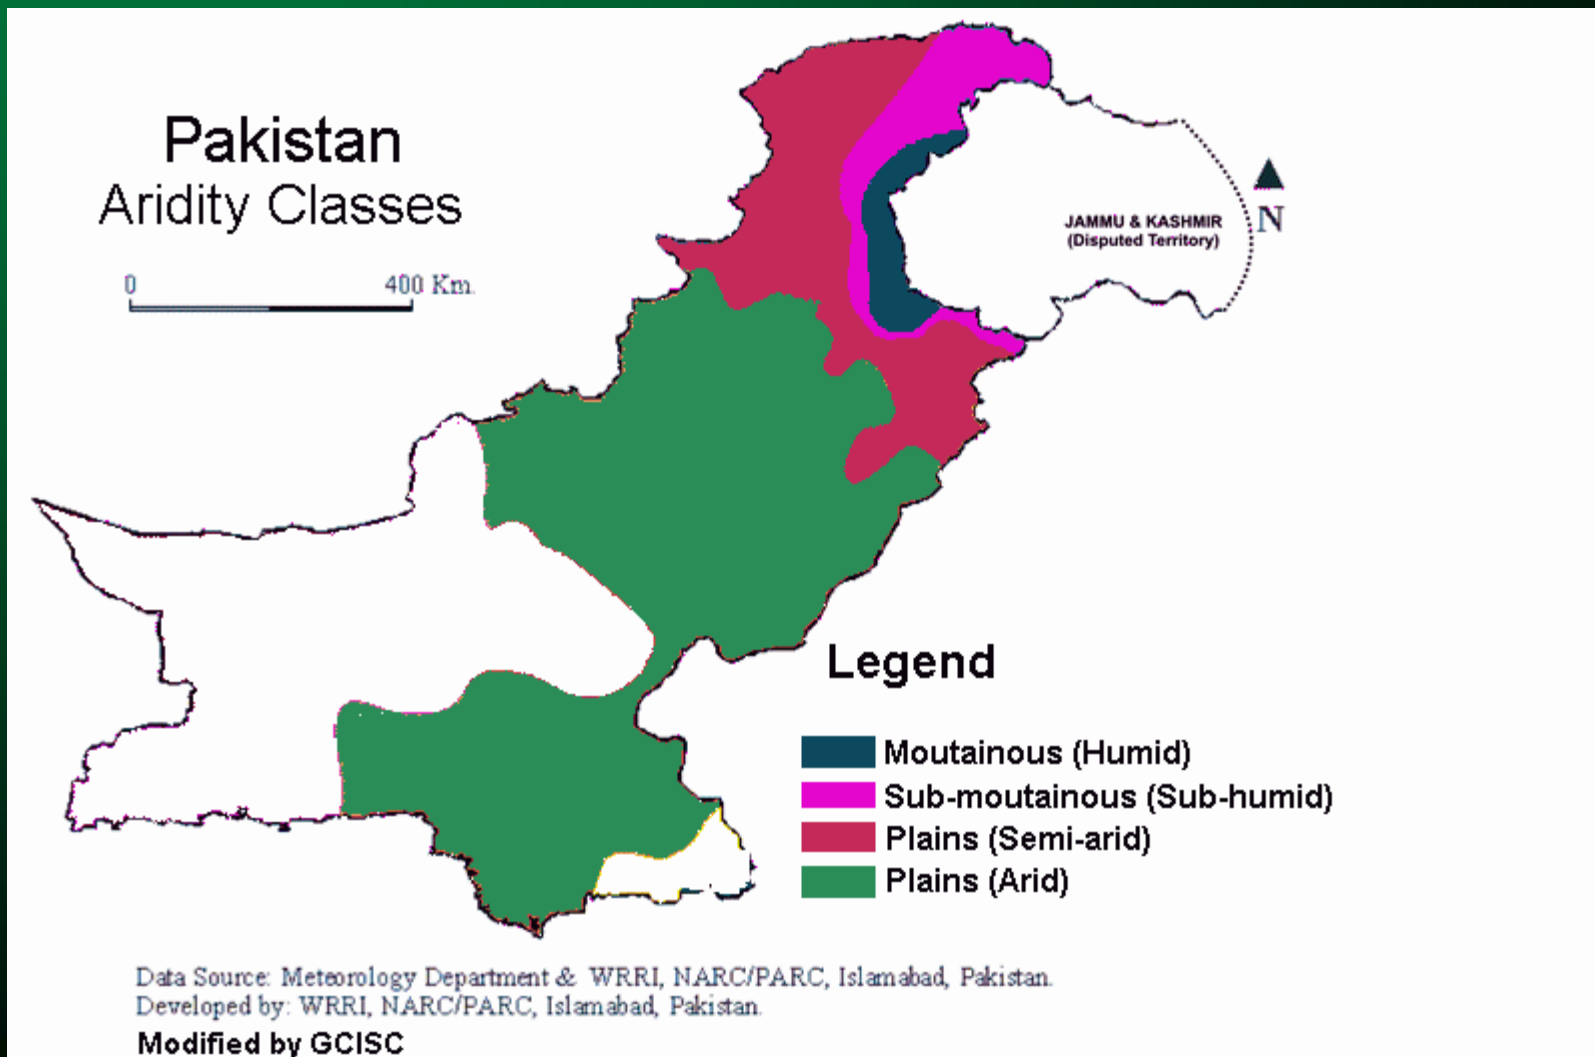 Pakistan
Aridity Classes
0 400 Km.
JAMMU & KASHMIR
(Disputed Territory)
N
Legend
Moutainous (Humid)
Sub-moutainous (Sub-humid)
Plains (Semi-arid)
Plains (Arid)
Data Source: Meteorology Department & WRRI, NARC/PARC, Islamabad, Pakistan.
Developed by: WRRI, NARC/PARC, Islamabad, Pakistan.
Modified by GCISC